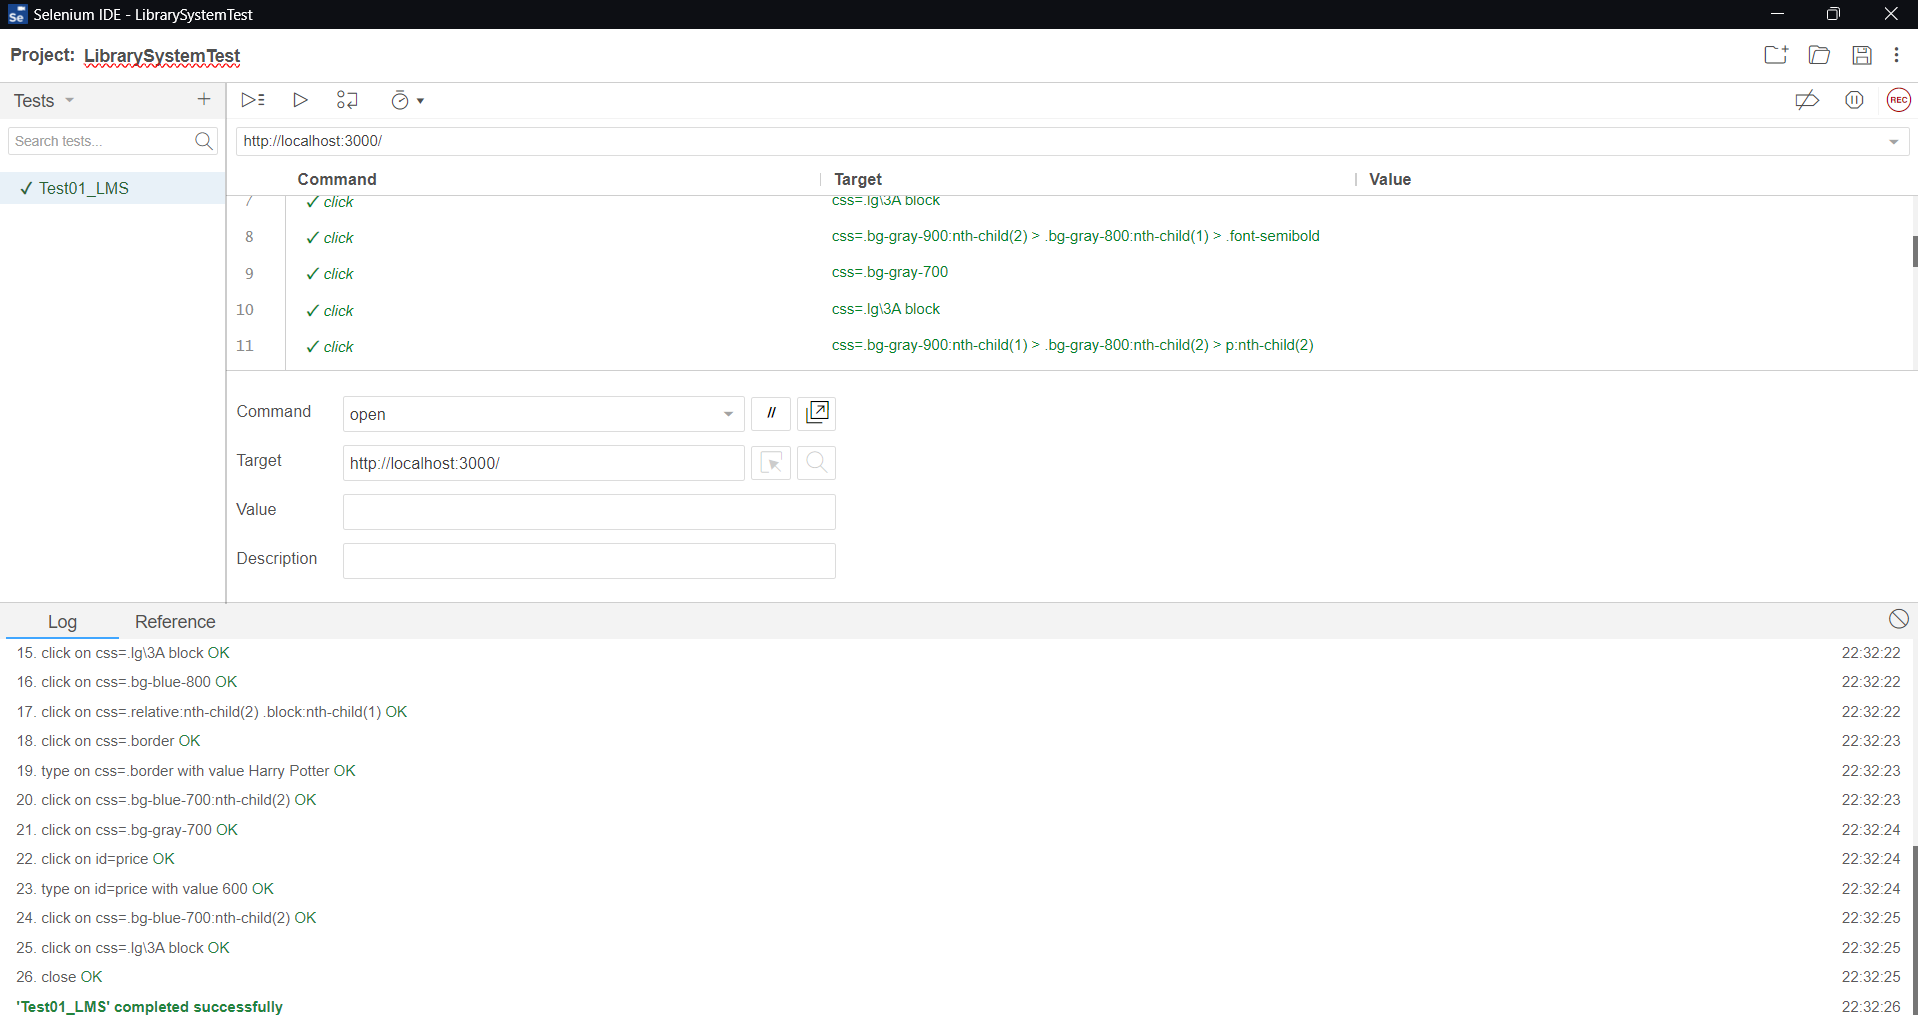 Se Selenium IDE - LibrarySystemTest
Project: LibrarySystemTest
Tests
REC
Search tests...
http://localhost:3000/
✓ Test01_LMS
Command Target Value
7 ✓ click css=.lg\3A block
8 ✓ click css=.bg-gray-900:nth-child(2) > .bg-gray-800:nth-child(1) > .font-semibold
9 ✓ click css=.bg-gray-700
10 ✓ click css=.lg\3A block
11 ✓ click css=.bg-gray-900:nth-child(1) > .bg-gray-800:nth-child(2) > p:nth-child(2)
Command open //
Target http://localhost:3000/
Value
Description
Log Reference
15. click on css=.lg\3A block OK 22:32:22
16. click on css=.bg-blue-800 OK 22:32:22
17. click on css=.relative:nth-child(2) .block:nth-child(1) OK 22:32:22
18. click on css=.border OK 22:32:23
19. type on css=.border with value Harry Potter OK 22:32:23
20. click on css=.bg-blue-700:nth-child(2) OK 22:32:23
21. click on css=.bg-gray-700 OK 22:32:24
22. click on id=price OK 22:32:24
23. type on id=price with value 600 OK 22:32:24
24. click on css=.bg-blue-700:nth-child(2) OK 22:32:25
25. click on css=.lg\3A block OK 22:32:25
26. close OK 22:32:25
'Test01_LMS' completed successfully 22:32:26